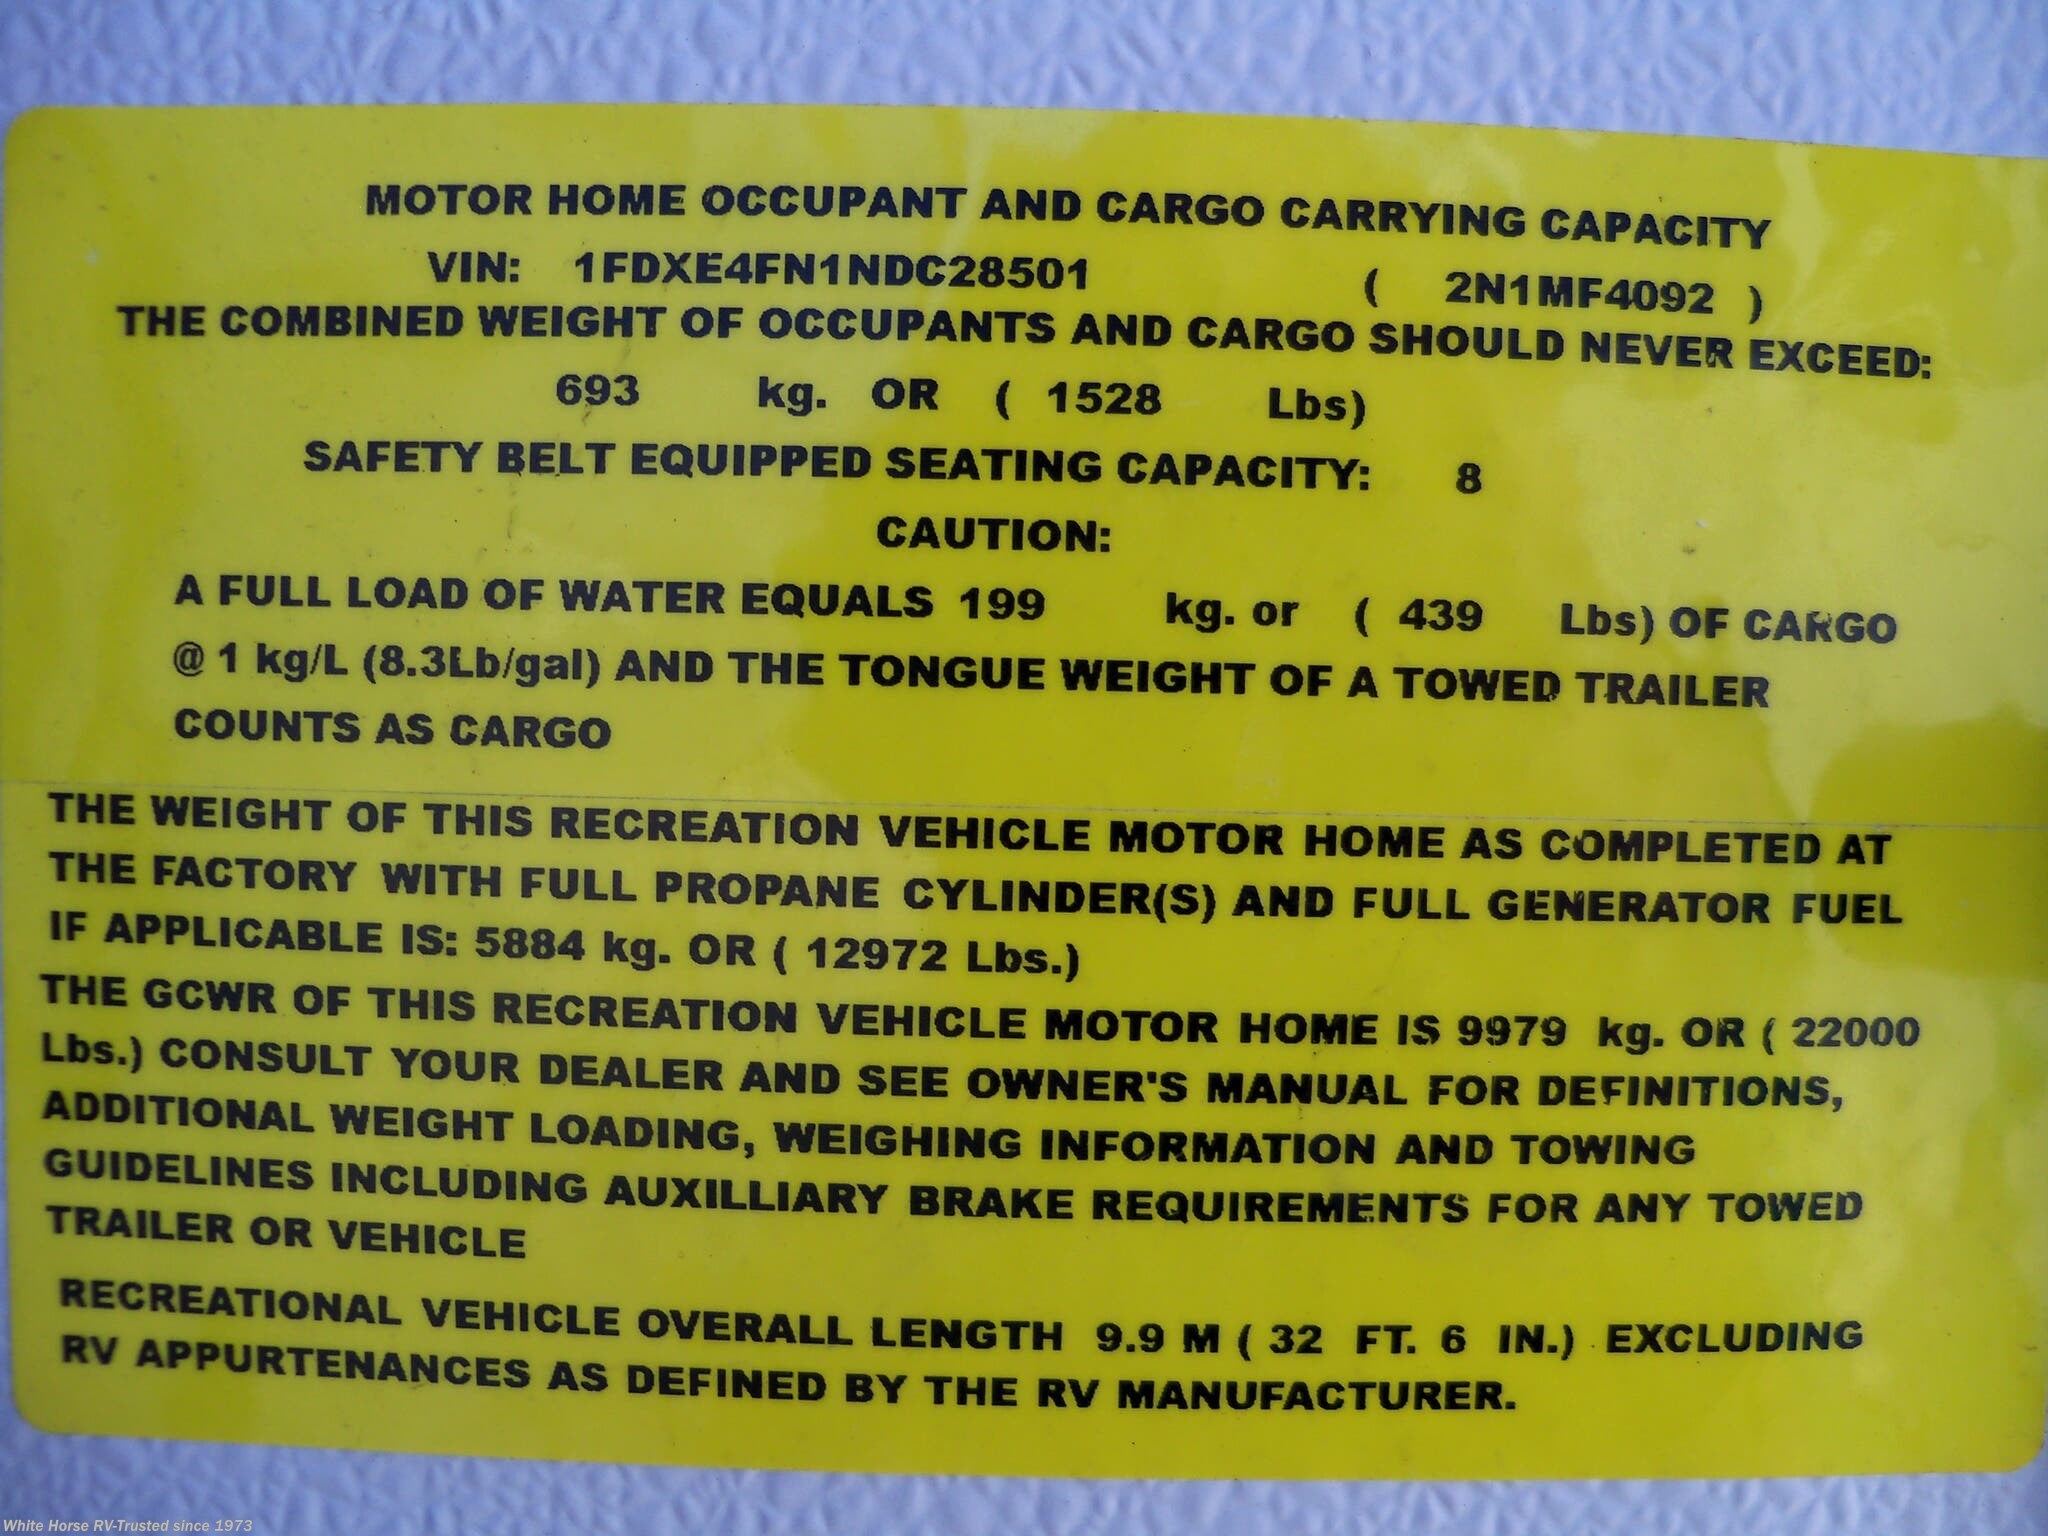 MOTOR HOME OCCUPANT AND CARGO CARRYING CAPACITY
VIN: 1FDXE4FN1NDC28501 ( 2N1MF4092 )
THE COMBINED WEIGHT OF OCCUPANTS AND CARGO SHOULD NEVER EXCEED:
693 kg. OR ( 1528 Lbs)
SAFETY BELT EQUIPPED SEATING CAPACITY: 8
CAUTION:
A FULL LOAD OF WATER EQUALS 199 kg. or ( 439 Lbs) OF CARGO
@ 1 kg/L (8.3Lb/gal) AND THE TONGUE WEIGHT OF A TOWED TRAILER
COUNTS AS CARGO
THE WEIGHT OF THIS RECREATION VEHICLE MOTOR HOME AS COMPLETED AT
THE FACTORY WITH FULL PROPANE CYLINDER(S) AND FULL GENERATOR FUEL
IF APPLICABLE IS: 5884 kg. OR ( 12972 Lbs.)
THE GCWR OF THIS RECREATION VEHICLE MOTOR HOME IS 9979 kg. OR ( 22000
Lbs.) CONSULT YOUR DEALER AND SEE OWNER'S MANUAL FOR DEFINITIONS,
ADDITIONAL WEIGHT LOADING, WEIGHING INFORMATION AND TOWING
GUIDELINES INCLUDING AUXILLIARY BRAKE REQUIREMENTS FOR ANY TOWED
TRAILER OR VEHICLE
RECREATIONAL VEHICLE OVERALL LENGTH 9.9 M ( 32 FT. 6 IN.) EXCLUDING
RV APPURTENANCES AS DEFINED BY THE RV MANUFACTURER.
White Horse RV-Trusted since 1973